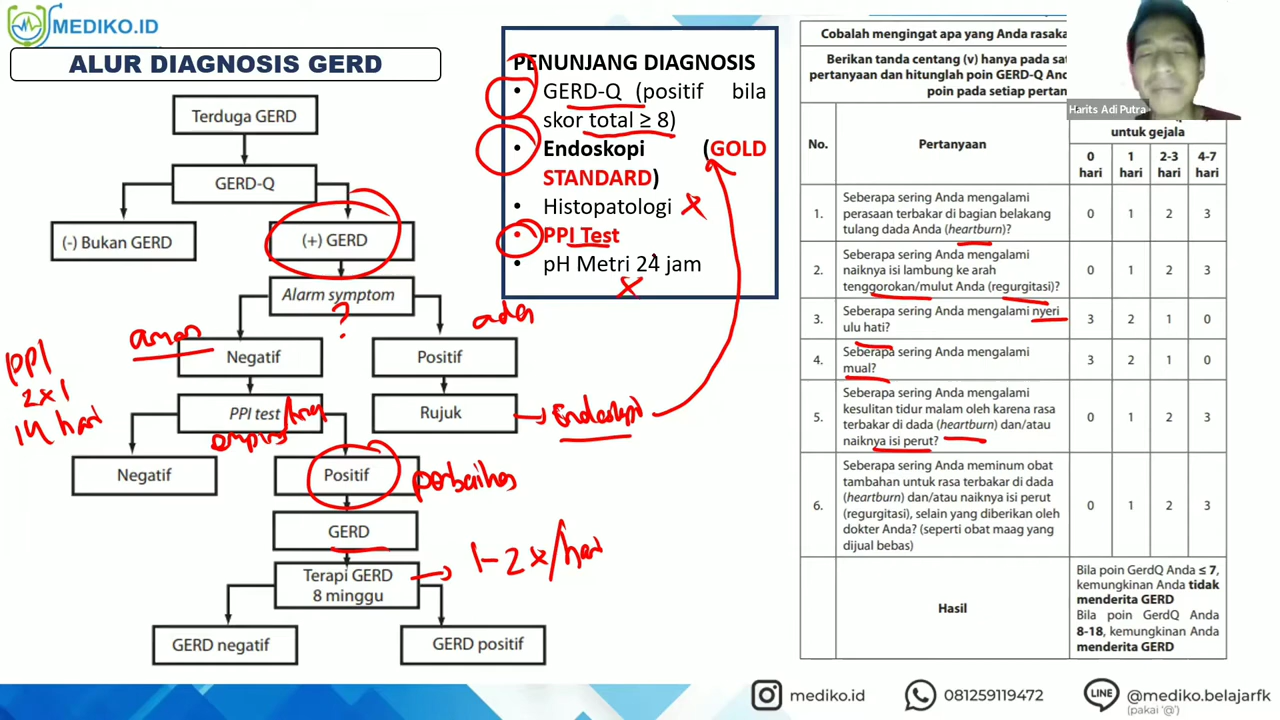 MEDIKO.ID
ALUR DIAGNOSIS GERD
Terduga GERD
GERD-Q
(-) Bukan GERD
(+) GERD
Alarm symptom
?
aman
ada
Negatif
Positif
PPI
2x1
14 hari
PPI test
Rujuk
Endoskopi
Negatif
Positif
perbaikan
GERD
Terapi GERD
8 minggu
1-2x/hari
GERD negatif
GERD positif
PENUNJANG DIAGNOSIS
• GERD-Q (positif bila
skor total ≥ 8)
• Endoskopi (GOLD
STANDARD)
• Histopatologi
• PPI Test
• pH Metri 24 jam
Cobalah mengingat apa yang Anda rasaka
Berikan tanda centang (v) hanya pada sat
pertanyaan dan hitunglah poin GERD-Q And
poin pada setiap pertan
Harits Adi Putra
No. Pertanyaan
untuk gejala
0 hari 1 hari 2-3 hari 4-7 hari
1. Seberapa sering Anda mengalami
perasaan terbakar di bagian belakang
tulang dada Anda (heartburn)? 0 1 2 3
2. Seberapa sering Anda mengalami
naiknya isi lambung ke arah
tenggorokan/mulut Anda (regurgitasi)? 0 1 2 3
3. Seberapa sering Anda mengalami nyeri
ulu hati? 3 2 1 0
4. Seberapa sering Anda mengalami
mual? 3 2 1 0
5. Seberapa sering Anda mengalami
kesulitan tidur malam oleh karena rasa
terbakar di dada (heartburn) dan/atau
naiknya isi perut? 0 1 2 3
6. Seberapa sering Anda meminum obat
tambahan untuk rasa terbakar di dada
(heartburn) dan/atau naiknya isi perut
(regurgitasi), selain yang diberikan oleh
dokter Anda? (seperti obat maag yang
dijual bebas) 0 1 2 3
Hasil
Bila poin GerdQ Anda ≤ 7,
kemungkinan Anda tidak
menderita GERD
Bila poin GerdQ Anda
8-18, kemungkinan Anda
menderita GERD
mediko.id
081259119472
LINE
@mediko.belajarfk
(pakai '@')